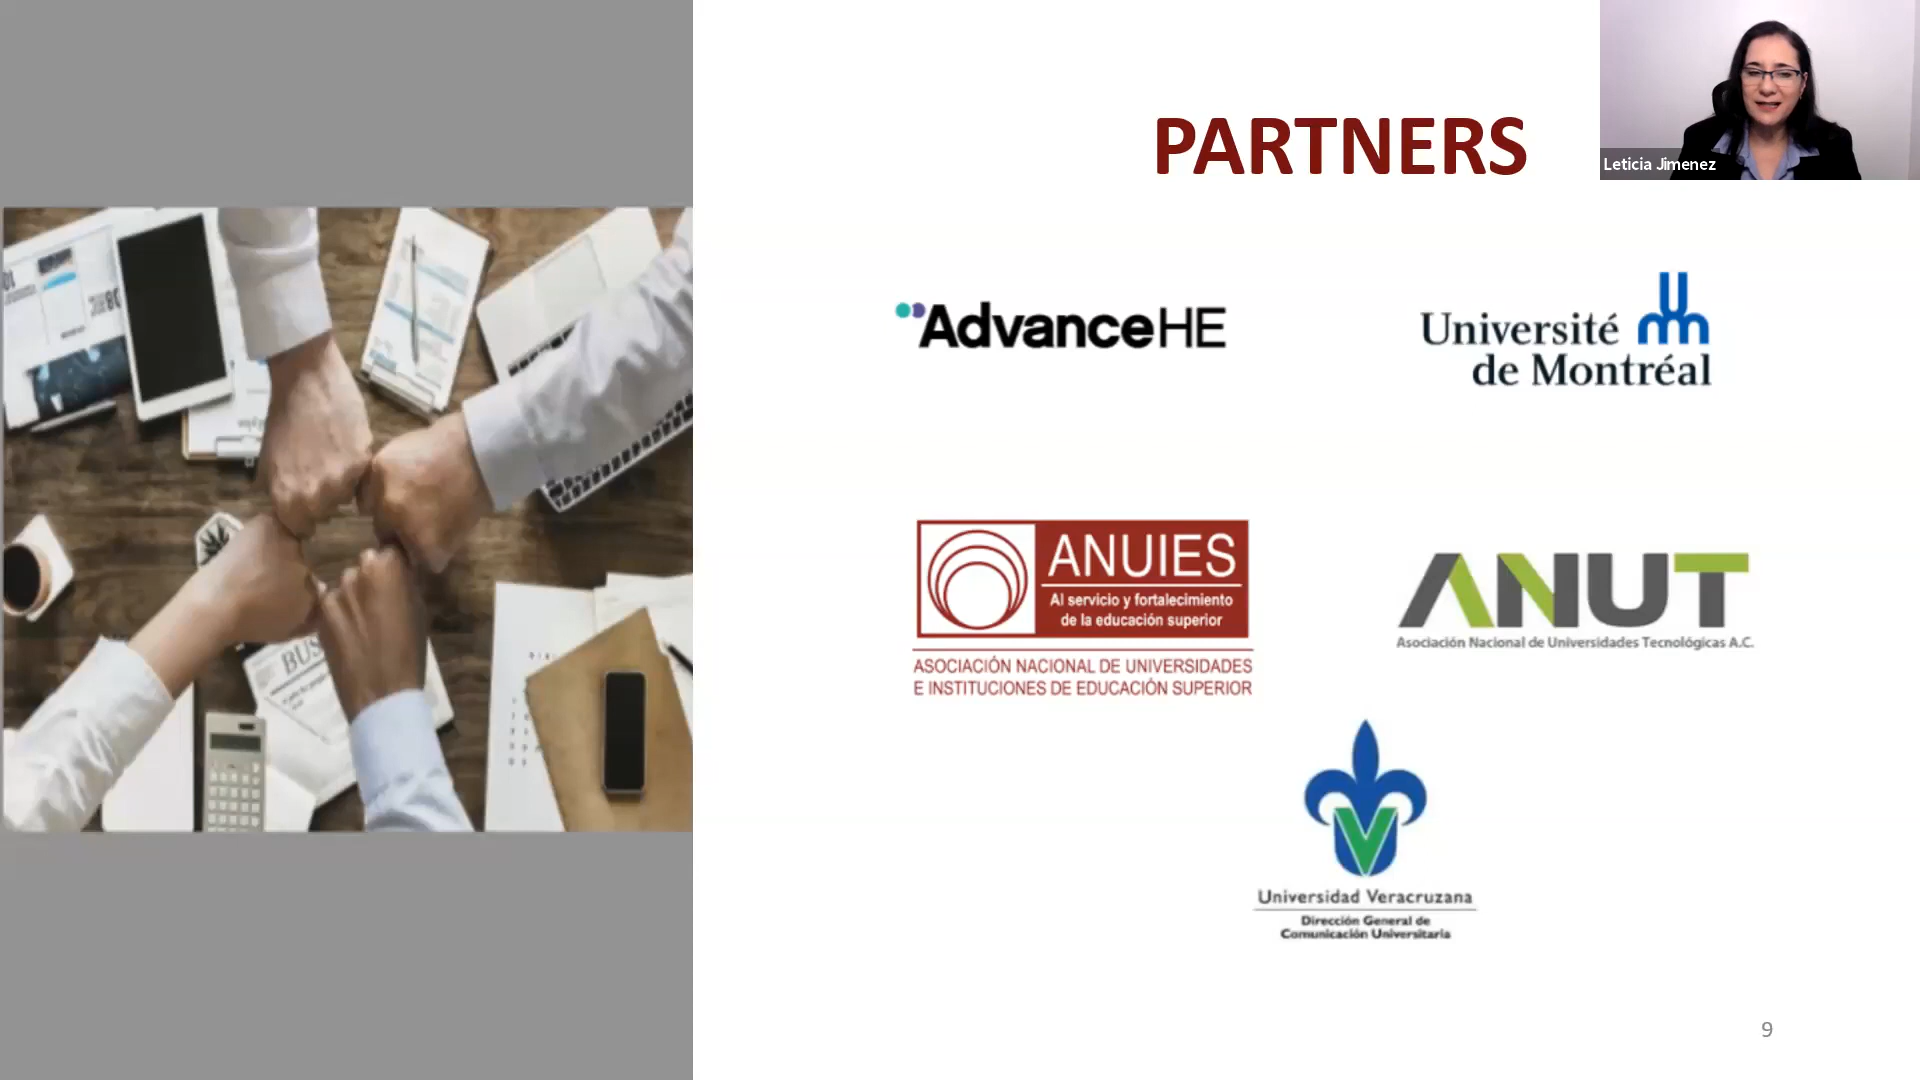 PARTNERS
Leticia Jimenez
AdvanceHE
Université
de Montréal
ANUIES
Al servicio y fortalecimiento
de la educación superior
ASOCIACIÓN NACIONAL DE UNIVERSIDADES
E INSTITUCIONES DE EDUCACIÓN SUPERIOR
ANUT
Asociación Nacional de Universidades Tecnológicas A.C.
Universidad Veracruzana
Dirección General de
Comunicación Universitaria
BUS
9